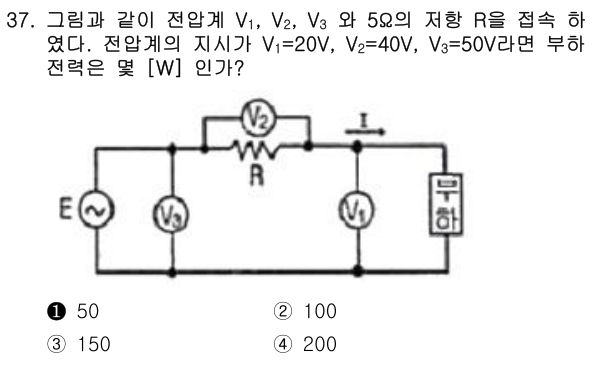 37. 그림과 같이 전압계 V₁, V₂, V₃ 와 5Ω의 저항 R을 접속 하
였다. 전압계의 지시가 V₁=20V, V₂=40V, V₃=50V라면 부하
전력은 몇 [W] 인가?
V₂
I
R
E
V₃
V₁
부하
❶ 50
② 100
③ 150
④ 200